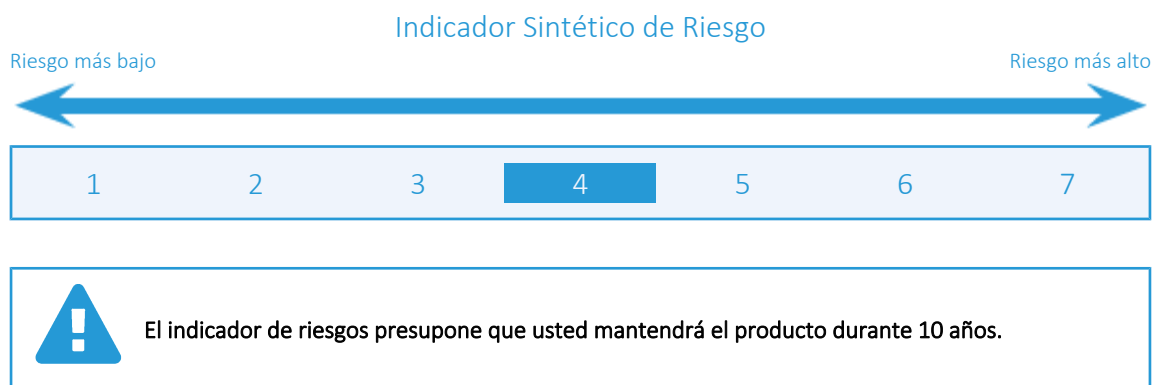 Indicador Sintético de Riesgo
Riesgo más bajo Riesgo más alto
1 2 3 4 5 6 7
El indicador de riesgos presupone que usted mantendrá el producto durante 10 años.